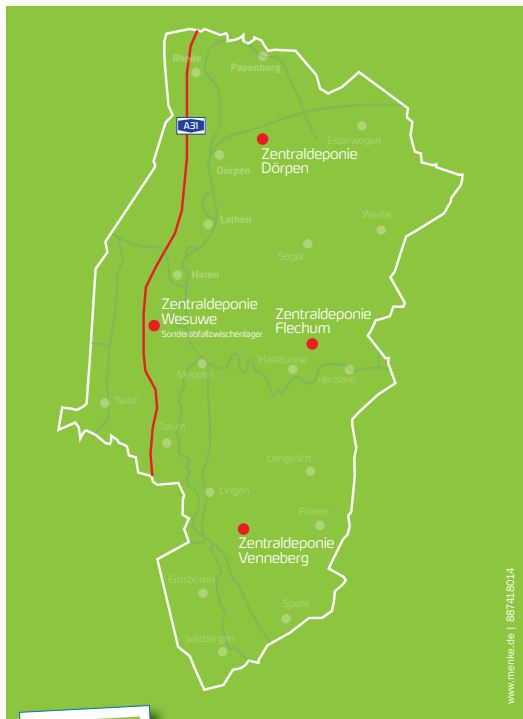 Rhede
Papenburg
A31
Esterwegen
Zentraldeponie
Dörpen
Dörpen
Werlte
Lathen
Sögel
Haren
Zentraldeponie
Wesuwe
Sonderabfallzwischenlager
Zentraldeponie
Flechum
Haselünne
Meppen
Herzlake
Twist
Dalum
Lengerich
Lingen
Freren
Zentraldeponie
Venneberg
Emsbüren
Spelle
Salzbergen
www.menke.de | 887418014